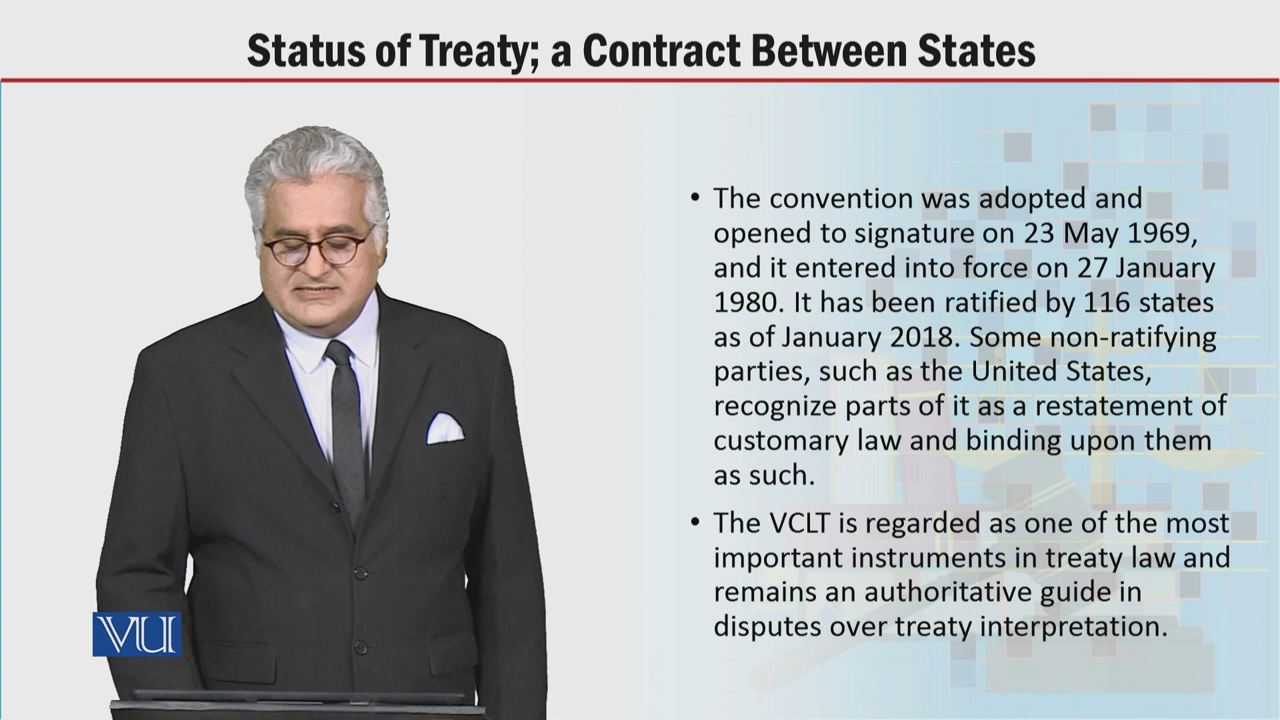 Status of Treaty; a Contract Between States
• The convention was adopted and
opened to signature on 23 May 1969,
and it entered into force on 27 January
1980. It has been ratified by 116 states
as of January 2018. Some non-ratifying
parties, such as the United States,
recognize parts of it as a restatement of
customary law and binding upon them
as such.
• The VCLT is regarded as one of the most
important instruments in treaty law and
remains an authoritative guide in
disputes over treaty interpretation.
VU